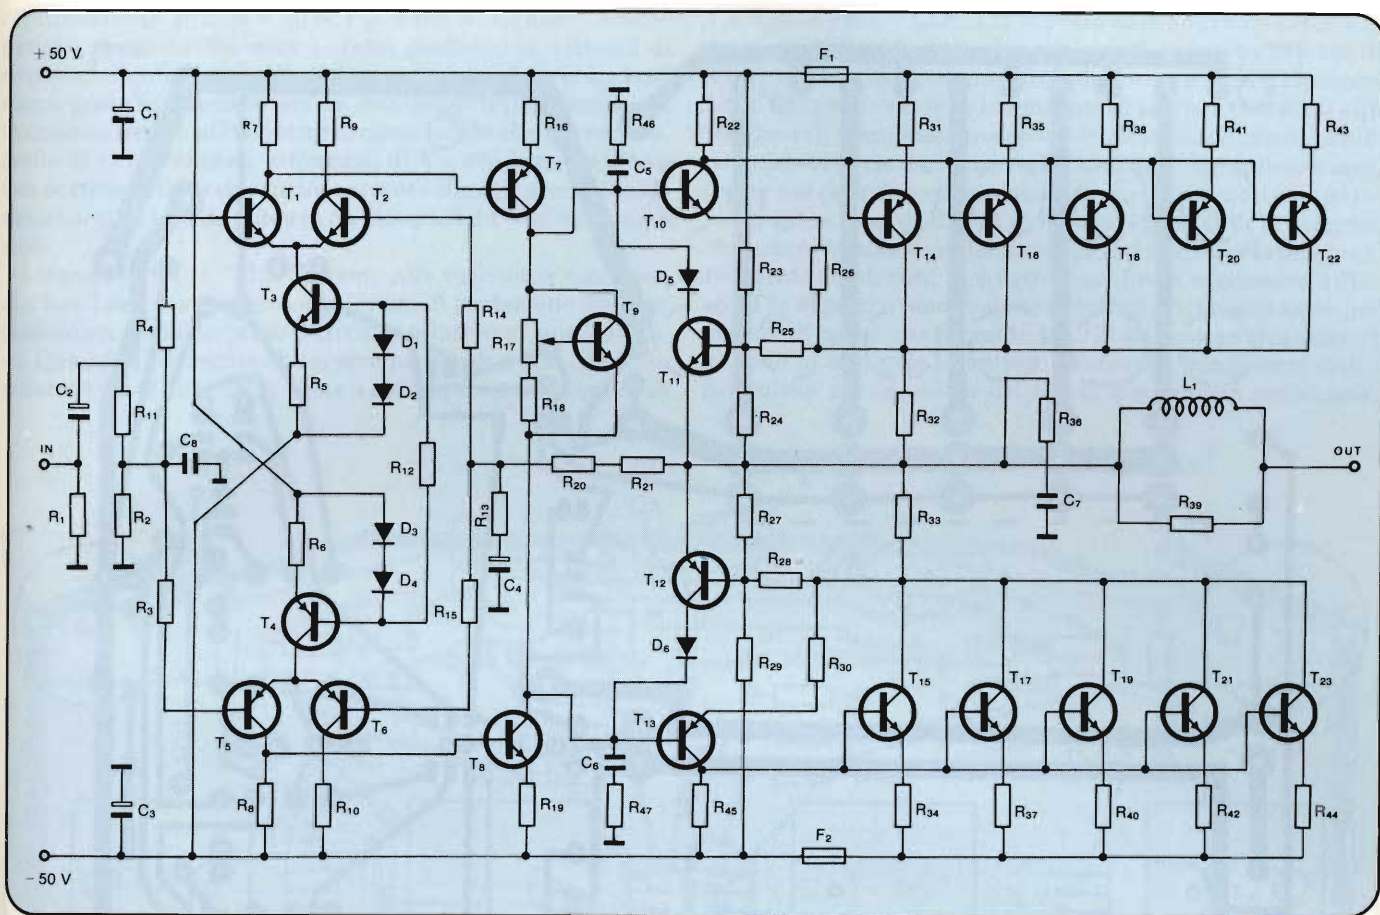 + 50 V
F1
C1
R7
R9
R16
R46
R22
R31
R35
R38
R41
R43
T1
T2
T7
C5
T10
T14
T16
T18
T20
T22
T3
D5
R23
R26
R4
D1
R14
R17
T9
T11
R25
C2
R5
D2
R18
R24
R32
R36
L1
R11
IN
C8
R12
OUT
R1
R2
R13
R20
R21
C7
R39
R6
D3
R27
R33
D4
C4
T12
R28
R3
T4
R15
D6
R29
R30
T5
T6
T8
T13
T15
T17
T19
T21
T23
C6
C3
R8
R10
R19
R47
R45
R34
R37
R40
R42
R44
F2
− 50 V